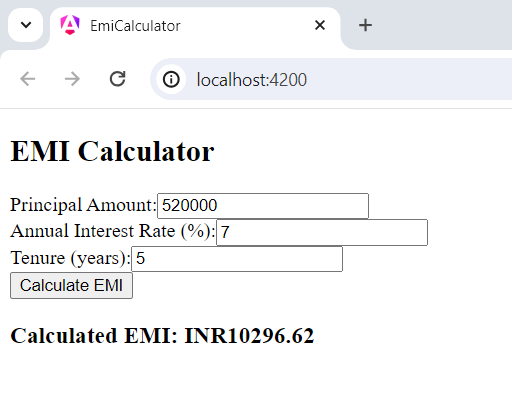 EmiCalculator
localhost:4200
EMI Calculator
Principal Amount: 520000
Annual Interest Rate (%): 7
Tenure (years): 5
Calculate EMI
Calculated EMI: INR10296.62